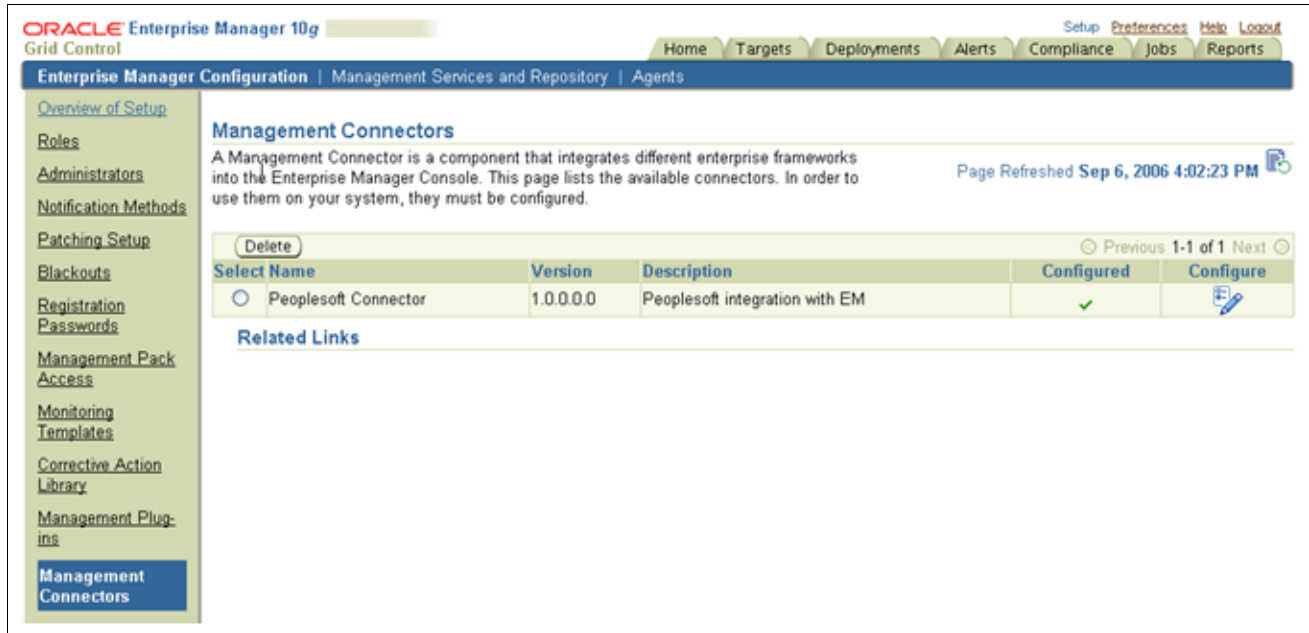 ORACLE Enterprise Manager 10g
Grid Control
Setup Preferences Help Logout
Home Targets Deployments Alerts Compliance Jobs Reports
Enterprise Manager Configuration | Management Services and Repository | Agents
Overview of Setup
Roles
Administrators
Notification Methods
Patching Setup
Blackouts
Registration
Passwords
Management Pack
Access
Monitoring
Templates
Corrective Action
Library
Management Plug-
ins
Management
Connectors
Management Connectors
A Management Connector is a component that integrates different enterprise frameworks
into the Enterprise Manager Console. This page lists the available connectors. In order to
use them on your system, they must be configured.
Page Refreshed Sep 6, 2006 4:02:23 PM
Delete
Previous 1-1 of 1 Next
Select Name Version Description Configured Configure
Peoplesoft Connector 1.0.0.0.0 Peoplesoft integration with EM
Related Links